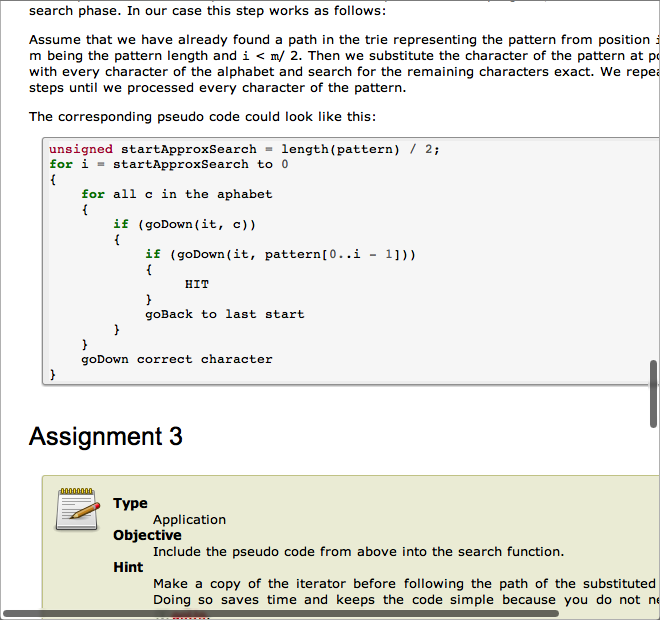 search phase. In our case this step works as follows:
Assume that we have already found a path in the trie representing the pattern from position
m being the pattern length and i < m/ 2. Then we substitute the character of the pattern at
with every character of the alphabet and search for the remaining characters exact. We
steps until we processed every character of the pattern.
The corresponding pseudo code could look like this:
unsigned startApproxSearch = length(pattern) / 2;
for i = startApproxSearch to 0
{
    for all c in the aphabet
    {
        if (goDown(it, c))
        {
            if (goDown(it, pattern[0..i - 1]))
            {
                 HIT
            }
            goBack to last start
        }
    }
    goDown correct character
}
Assignment 3
Type
Application
Objective
Include the pseudo code from above into the search function.
Hint
Make a copy of the iterator before following the path of the substituted
Doing so saves time and keeps the code simple because you do not